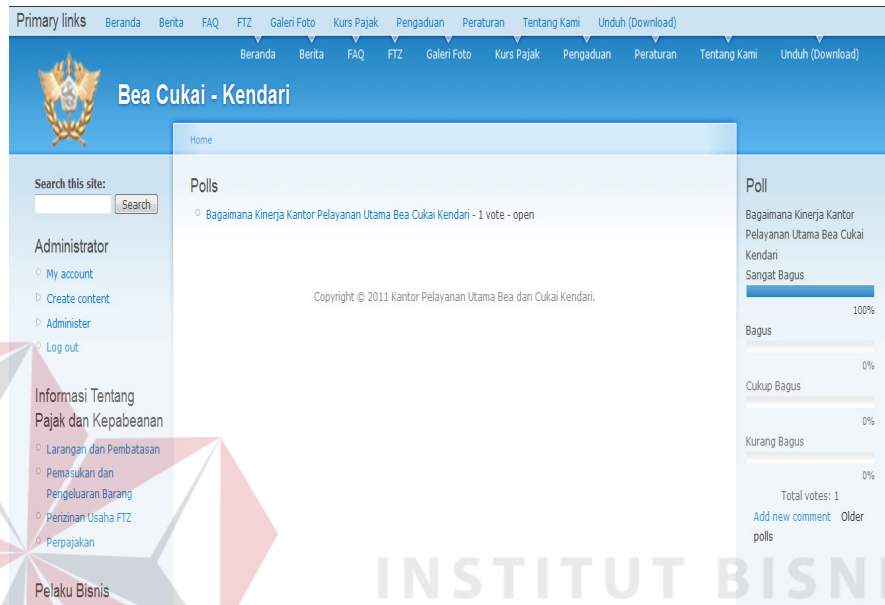 Primary links Beranda Berita FAQ FTZ Galeri Foto Kurs Pajak Pengaduan Peraturan Tentang Kami Unduh (Download)
Beranda Berita FAQ FTZ Galeri Foto Kurs Pajak Pengaduan Peraturan Tentang Kami Unduh (Download)
Bea Cukai - Kendari
Home
Search this site:
Search
Administrator
My account
Create content
Administer
Log out
Informasi Tentang
Pajak dan Kepabeanan
Larangan dan Pembatasan
Pemasukan dan
Pengeluaran Barang
Perizinan Usaha FTZ
Perpajakan
Pelaku Bisnis
Polls
Bagaimana Kinerja Kantor Pelayanan Utama Bea Cukai Kendari - 1 vote - open
Copyright © 2011 Kantor Pelayanan Utama Bea dan Cukai Kendari.
Poll
Bagaimana Kinerja Kantor
Pelayanan Utama Bea Cukai
Kendari
Sangat Bagus
100%
Bagus
0%
Cukup Bagus
0%
Kurang Bagus
0%
Total votes: 1
Add new comment Older
polls
INSTITUT BISNI